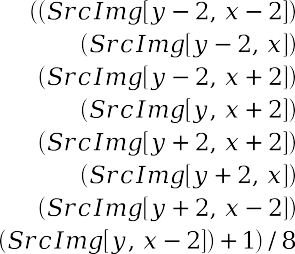 ((SrcImg[y − 2, x − 2])
(SrcImg[y − 2, x])
(SrcImg[y − 2, x + 2])
(SrcImg[y, x + 2])
(SrcImg[y + 2, x + 2])
(SrcImg[y + 2, x])
(SrcImg[y + 2, x − 2])
(SrcImg[y, x − 2]) + 1) / 8